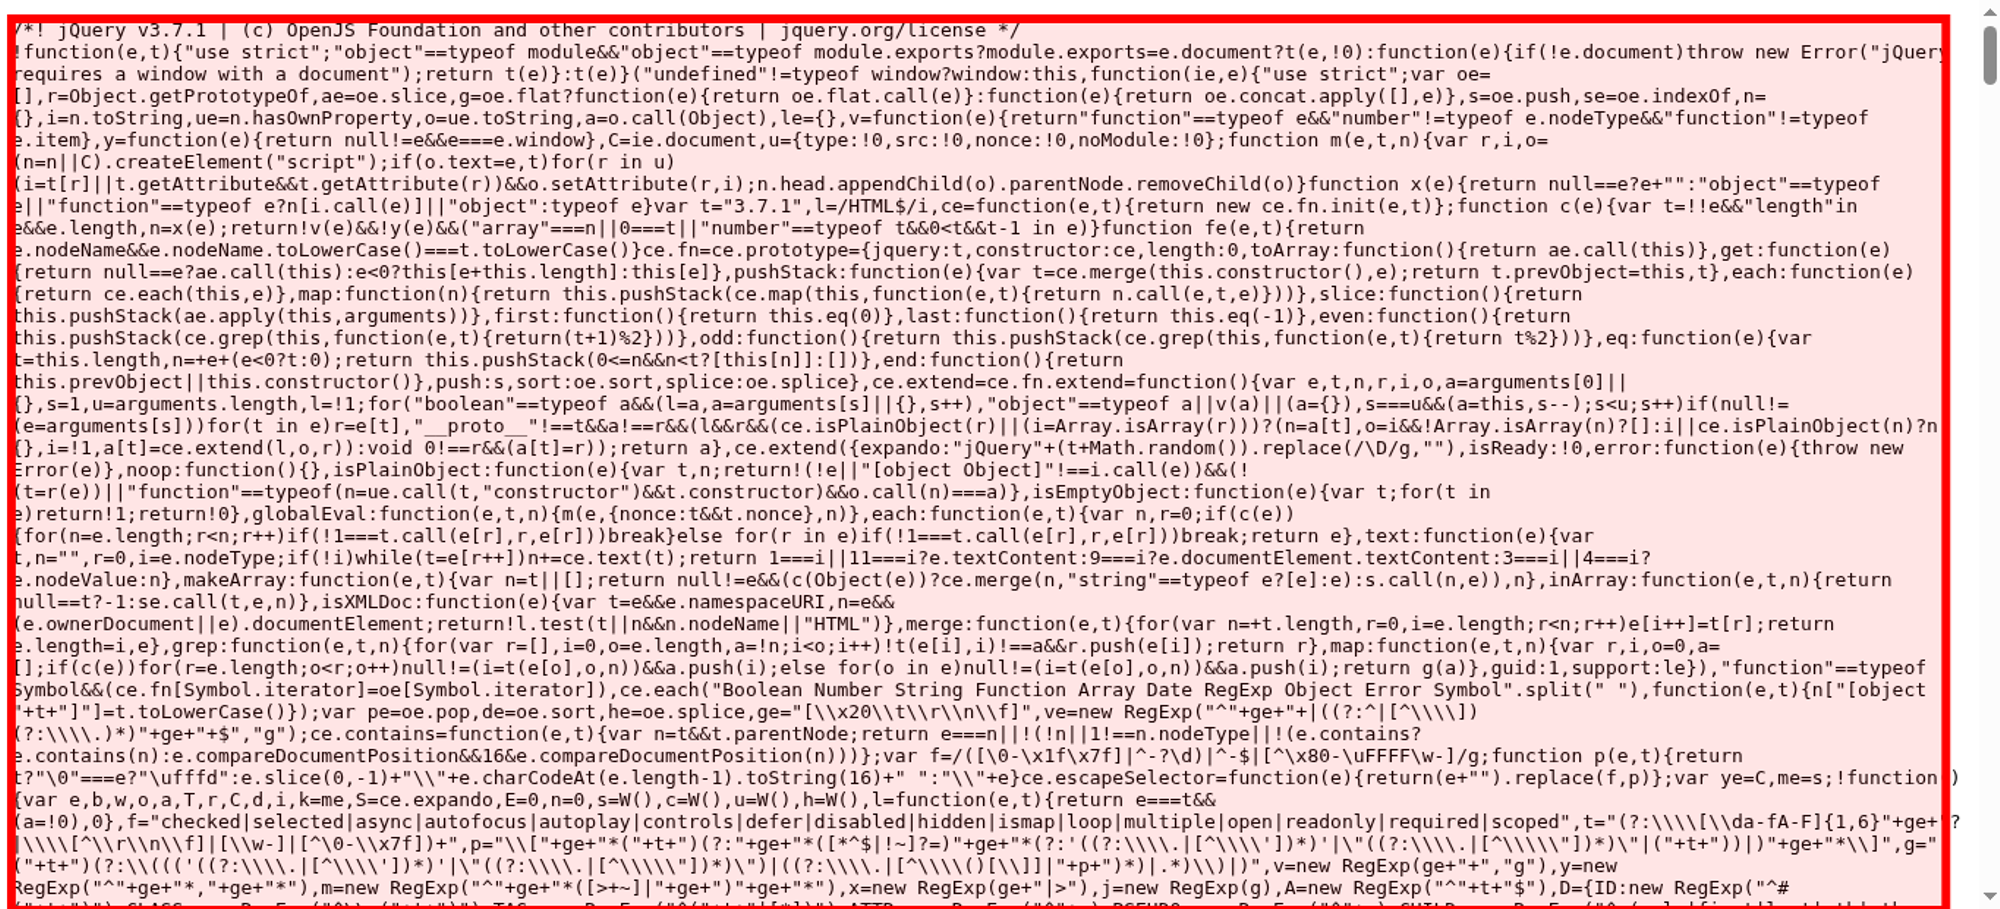 /*! jQuery v3.7.1 | (c) OpenJS Foundation and other contributors | jquery.org/license */
!function(e,t){"use strict";"object"==typeof module&&"object"==typeof module.exports?module.exports=e.document?t(e,!0):function(e){if(!e.document)throw new Error("jQuery
requires a window with a document");return t(e)}:t(e)}("undefined"!=typeof window?window:this,function(ie,e){"use strict";var oe=
[],r=Object.getPrototypeOf,ae=oe.slice,g=oe.flat?function(e){return oe.flat.call(e)}:function(e){return oe.concat.apply([],e)},s=oe.push,se=oe.indexOf,n=
{},i=n.toString,ue=n.hasOwnProperty,o=ue.toString,a=o.call(Object),le={},v=function(e){return"function"==typeof e&&"number"!=typeof e.nodeType&&"function"!=typeof
e.item},y=function(e){return null!=e&&e===e.window},C=ie.document,u={type:!0,src:!0,nonce:!0,noModule:!0};function m(e,t,n){var r,i,o=
(n=n||C).createElement("script");if(o.text=e,t)for(r in u)
(i=t[r]||t.getAttribute&&t.getAttribute(r))&&o.setAttribute(r,i);n.head.appendChild(o).parentNode.removeChild(o)}function x(e){return null==e?e+"":"object"==typeof
e||"function"==typeof e?n[i.call(e)]||"object":typeof e}var t="3.7.1",l=/HTML$/i,ce=function(e,t){return new ce.fn.init(e,t)};function c(e){var t=!!e&&"length"in
e&&e.length,n=x(e);return!v(e)&&!y(e)&&("array"===n||0===t||"number"==typeof t&&0<t&&t-1 in e)}function fe(e,t){return
e.nodeName&&e.nodeName.toLowerCase()===t.toLowerCase()}ce.fn=ce.prototype={jquery:t,constructor:ce,length:0,toArray:function(){return ae.call(this)},get:function(e)
{return null==e?ae.call(this):e<0?this[e+this.length]:this[e]},pushStack:function(e){var t=ce.merge(this.constructor(),e);return t.prevObject=this,t},each:function(e)
{return ce.each(this,e)},map:function(n){return this.pushStack(ce.map(this,function(e,t){return n.call(e,t,e)}))},slice:function(){return
this.pushStack(ae.apply(this,arguments))},first:function(){return this.eq(0)},last:function(){return this.eq(-1)},even:function(){return
this.pushStack(ce.grep(this,function(e,t){return(t+1)%2}))},odd:function(){return this.pushStack(ce.grep(this,function(e,t){return t%2}))},eq:function(e){var
t=this.length,n=+e+(e<0?t:0);return this.pushStack(0<=n&&n<t?[this[n]]:[])},end:function(){return
this.prevObject||this.constructor()},push:s,sort:oe.sort,splice:oe.splice},ce.extend=ce.fn.extend=function(){var e,t,n,r,i,o,a=arguments[0]||
{},s=1,u=arguments.length,l=!1;for("boolean"==typeof a&&(l=a,a=arguments[s]||{},s++),"object"==typeof a||v(a)||(a={}),s===u&&(a=this,s--);s<u;s++)if(null!=
(e=arguments[s]))for(t in e)r=e[t],"__proto__"!==t&&a!==r&&(l&&r&&(ce.isPlainObject(r)||(i=Array.isArray(r)))?(n=a[t],o=i&&!Array.isArray(n)?[]:i||ce.isPlainObject(n)?n
{},i=!1,a[t]=ce.extend(l,o,r)):void 0!==r&&(a[t]=r));return a},ce.extend({expando:"jQuery"+(t+Math.random()).replace(/\D/g,""),isReady:!0,error:function(e){throw new
Error(e)},noop:function(){},isPlainObject:function(e){var t,n;return!(!e||"[object Object]"!==i.call(e))&&(!
(t=r(e))||"function"==typeof(n=ue.call(t,"constructor")&&t.constructor)&&o.call(n)===a)},isEmptyObject:function(e){var t;for(t in
e)return!1;return!0},globalEval:function(e,t,n){m(e,{nonce:t&&t.nonce},n)},each:function(e,t){var n,r=0;if(c(e))
{for(n=e.length;r<n;r++)if(!1===t.call(e[r],r,e[r]))break}else for(r in e)if(!1===t.call(e[r],r,e[r]))break;return e},text:function(e){var
t,n="",r=0,i=e.nodeType;if(!i)while(t=e[r++])n+=ce.text(t);return 1===i||11===i?e.textContent:9===i?e.documentElement.textContent:3===i||4===i?
e.nodeValue:n},makeArray:function(e,t){var n=t||[];return null!=e&&(c(Object(e))?ce.merge(n,"string"==typeof e?[e]:e):s.call(n,e)),n},inArray:function(e,t,n){return
null==t?-1:se.call(t,e,n)},isXMLDoc:function(e){var t=e&&e.namespaceURI,n=e&&
(e.ownerDocument||e).documentElement;return!l.test(t||n&&n.nodeName||"HTML")},merge:function(e,t){for(var n=+t.length,r=0,i=e.length;r<n;r++)e[i++]=t[r];return
e.length=i,e},grep:function(e,t,n){for(var r=[],i=0,o=e.length,a=!n;i<o;i++)!t(e[i],i)!==a&&r.push(e[i]);return r},map:function(e,t,n){var r,i,o=0,a=
[];if(c(e))for(r=e.length;o<r;o++)null!=(i=t(e[o],o,n))&&a.push(i);else for(o in e)null!=(i=t(e[o],o,n))&&a.push(i);return g(a)},guid:1,support:le}),"function"==typeof
Symbol&&(ce.fn[Symbol.iterator]=oe[Symbol.iterator]),ce.each("Boolean Number String Function Array Date RegExp Object Error Symbol".split(" "),function(e,t){n["[object
"+t+"]"]=t.toLowerCase()});var pe=oe.pop,de=oe.sort,he=oe.splice,ge="[\\x20\\t\\r\\n\\f]",ve=new RegExp("^"+ge+"+|((?:^|[^\\\\])
(?:\\\\.)*)"+ge+"+$","g");ce.contains=function(e,t){var n=t&&t.parentNode;return e===n||!(!n||1!==n.nodeType||!(e.contains?
e.contains(n):e.compareDocumentPosition&&16&e.compareDocumentPosition(n)))};var f=/([\0-\x1f\x7f]|^-?\d)|^-$|[^\x80-\uFFFF\w-]/g;function p(e,t){return
t?"\0"===e?"\ufffd":e.slice(0,-1)+"\\"+e.charCodeAt(e.length-1).toString(16)+" ":"\\"+e}ce.escapeSelector=function(e){return(e+"").replace(f,p)};var ye=C,me=s;!function()
{var e,b,w,o,a,T,r,C,d,i,k=me,S=ce.expando,E=0,n=0,s=W(),c=W(),u=W(),h=W(),l=function(e,t){return e===t&&
(a=!0),0},f="checked|selected|async|autofocus|autoplay|controls|defer|disabled|hidden|ismap|loop|multiple|open|readonly|required|scoped",t="(?:\\\\[\\da-fA-F]{1,6}"+ge+"?
|\\\\[^\\r\\n\\f]|[\\w-]|[^\0-\\x7f])+",p="\\["+ge+"*("+t+")(?:"+ge+"*([*^$|!~]?=)"+ge+"*(?:'((?:\\\\.|[^\\\\'])*)'|\"((?:\\\\.|[^\\\\\"])*)\"|("+t+"))|)"+ge+"*\\]",g=":
("+t+")(?:\\((('((?:\\\\.|[^\\\\'])*)'|\"((?:\\\\.|[^\\\\\"])*)\")|((?:\\\\.|[^\\\\()[\\]]|"+p+")*)|.*)\\)|)",v=new RegExp(ge+"+","g"),y=new
RegExp("^"+ge+"*,"+ge+"*"),m=new RegExp("^"+ge+"*([>+~]|"+ge+")"+ge+"*"),x=new RegExp(ge+"|>"),j=new RegExp(g),A=new RegExp("^"+t+"$"),D={ID:new RegExp("^#